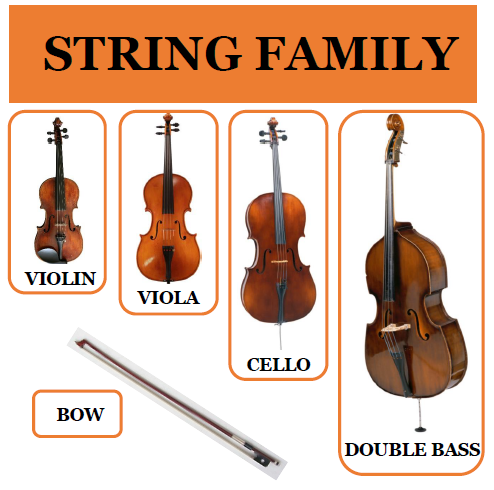 STRING FAMILY
VIOLIN
VIOLA
CELLO
DOUBLE BASS
BOW